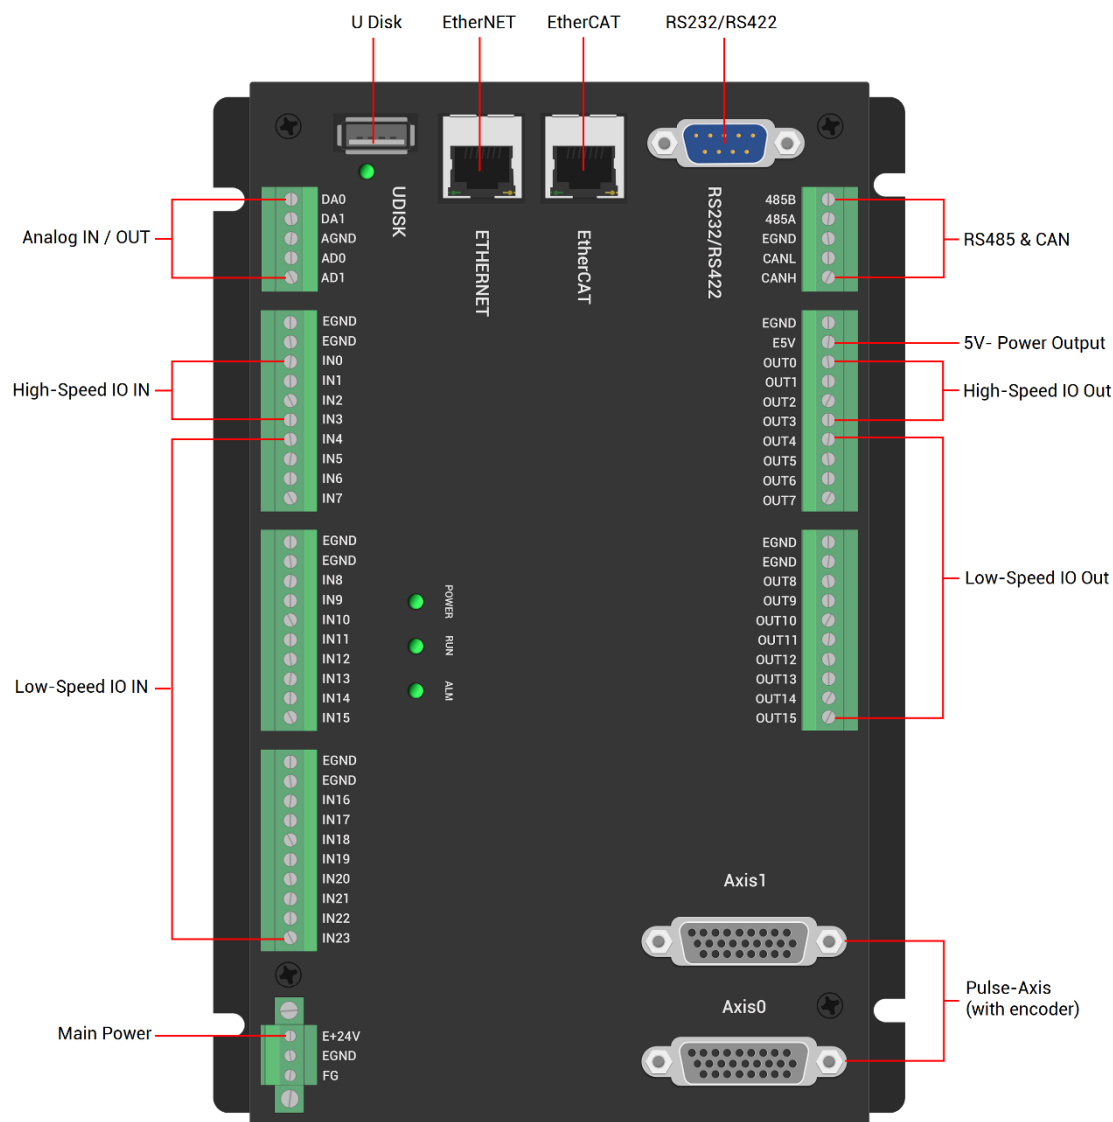 U Disk
EtherNET
EtherCAT
RS232/RS422
UDISK
ETHERNET
EtherCAT
RS232/RS422
Analog IN / OUT
DA0
DA1
AGND
AD0
AD1
485B
485A
EGND
CANL
CANH
RS485 & CAN
High-Speed IO IN
EGND
EGND
IN0
IN1
IN2
IN3
IN4
IN5
IN6
IN7
EGND
E5V
OUT0
OUT1
OUT2
OUT3
OUT4
OUT5
OUT6
OUT7
5V- Power Output
High-Speed IO Out
Low-Speed IO IN
EGND
EGND
IN8
IN9
IN10
IN11
IN12
IN13
IN14
IN15
POWER
RUN
ALM
EGND
EGND
OUT8
OUT9
OUT10
OUT11
OUT12
OUT13
OUT14
OUT15
Low-Speed IO Out
EGND
EGND
IN16
IN17
IN18
IN19
IN20
IN21
IN22
IN23
Axis1
Axis0
Pulse-Axis
(with encoder)
Main Power
E+24V
EGND
FG